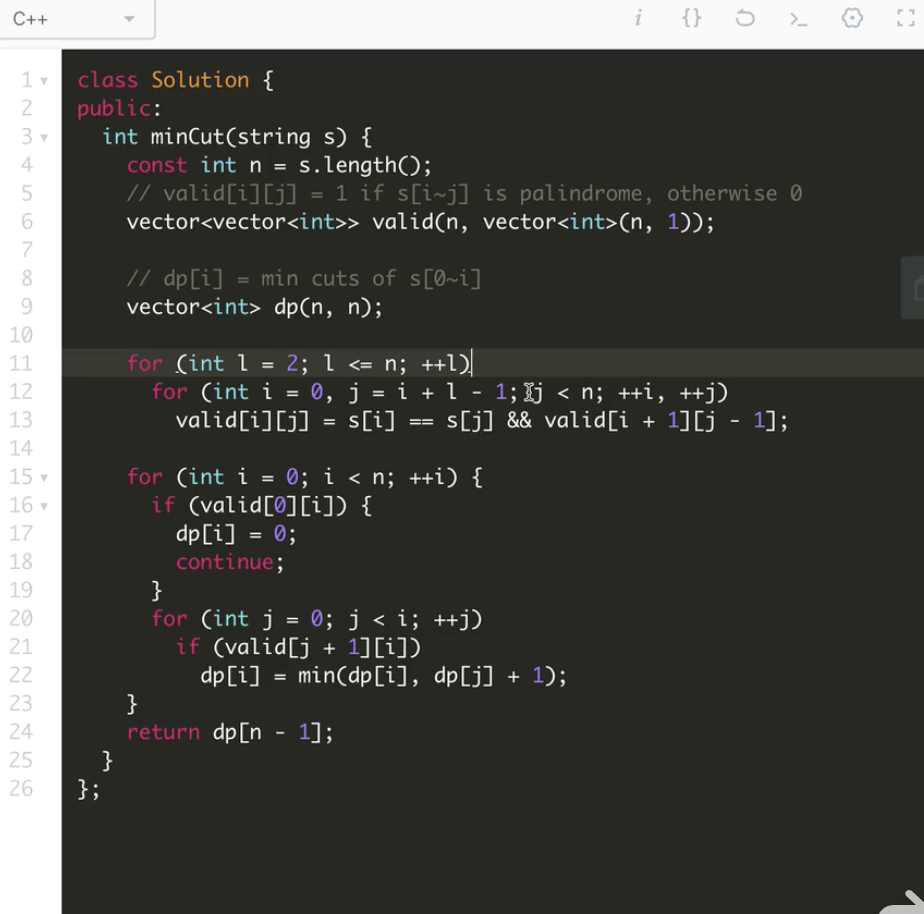 C++
i {} >_
1 class Solution {
2 public:
3 int minCut(string s) {
4 const int n = s.length();
5 // valid[i][j] = 1 if s[i~j] is palindrome, otherwise 0
6 vector<vector<int>> valid(n, vector<int>(n, 1));
7
8 // dp[i] = min cuts of s[0~i]
9 vector<int> dp(n, n);
10
11 for (int l = 2; l <= n; ++l)
12 for (int i = 0, j = i + l - 1; j < n; ++i, ++j)
13 valid[i][j] = s[i] == s[j] && valid[i + 1][j - 1];
14
15 for (int i = 0; i < n; ++i) {
16 if (valid[0][i]) {
17 dp[i] = 0;
18 continue;
19 }
20 for (int j = 0; j < i; ++j)
21 if (valid[j + 1][i])
22 dp[i] = min(dp[i], dp[j] + 1);
23 }
24 return dp[n - 1];
25 }
26 };